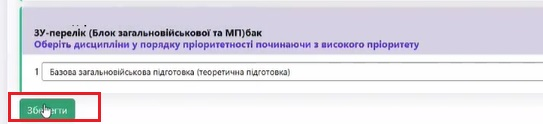 ЗУ-перелік (Блок загальновійськової та МП)бак
Оберіть дисципліни у порядку пріоритетності починаючи з високого пріоритету
1 Базова загальновійськова підготовка (теоретична підготовка)
Зберегти